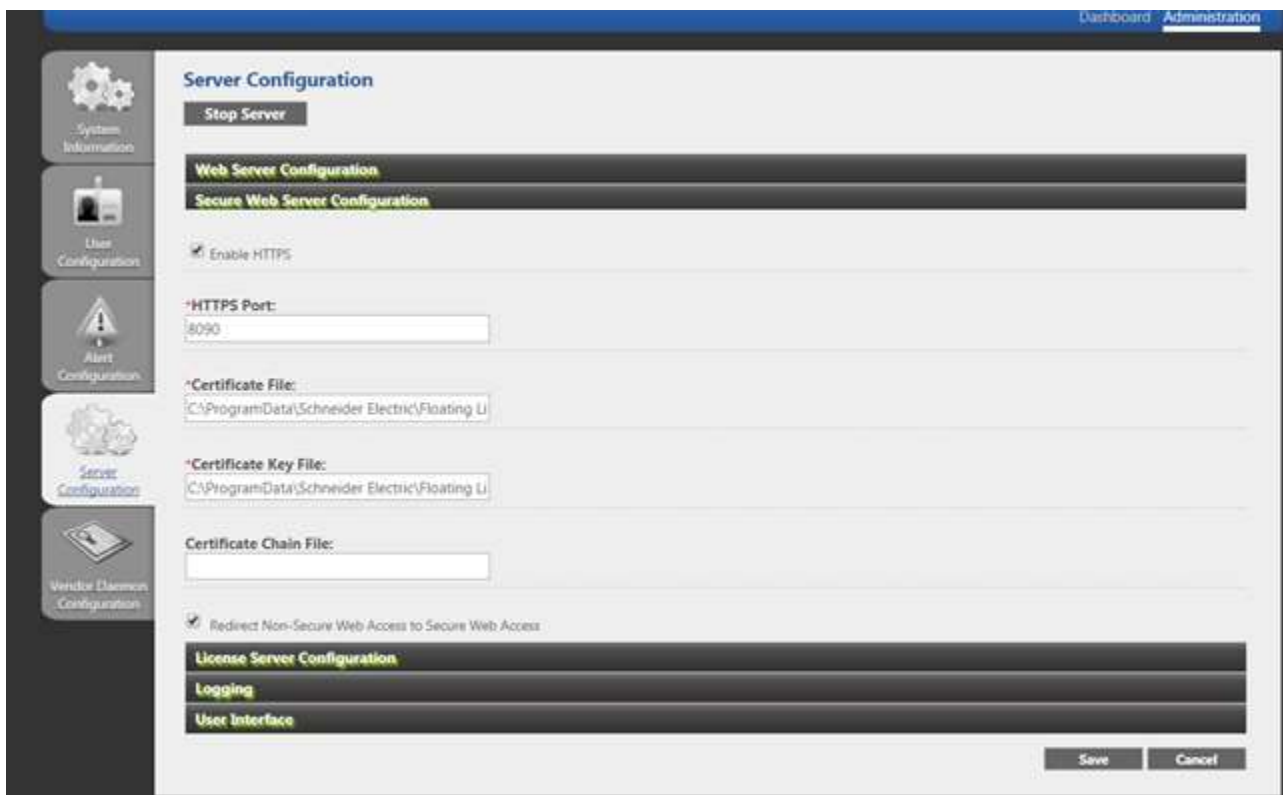 Dashboard Administration
System
Information
User
Configuration
Alert
Configuration
Server
Configuration
Vendor Daemon
Configuration
Server Configuration
Stop Server
Web Server Configuration
Secure Web Server Configuration
Enable HTTPS
*HTTPS Port:
8090
*Certificate File:
C:\ProgramData\Schneider Electric\Floating Li
*Certificate Key File:
C:\ProgramData\Schneider Electric\Floating Li
Certificate Chain File:
Redirect Non-Secure Web Access to Secure Web Access
License Server Configuration
Logging
User Interface
Save Cancel